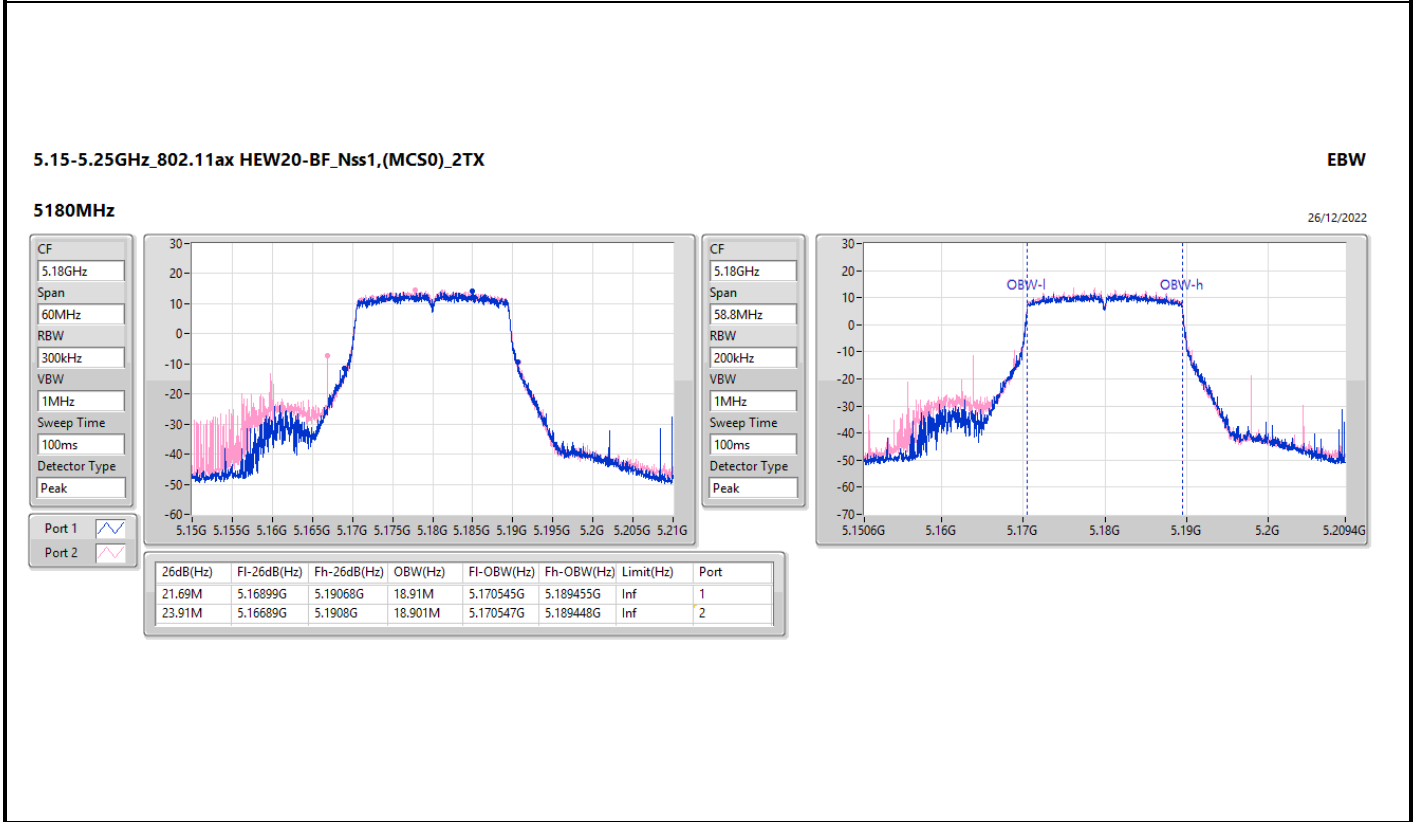 5.15-5.25GHz_802.11ax HEW20-BF_Nss1,(MCS0)_2TX
EBW
5180MHz
26/12/2022
CF
5.18GHz
Span
60MHz
RBW
300kHz
VBW
1MHz
Sweep Time
100ms
Detector Type
Peak
Port 1
Port 2
30
20
10
0
-10
-20
-30
-40
-50
-60
5.15G 5.155G 5.16G 5.165G 5.17G 5.175G 5.18G 5.185G 5.19G 5.195G 5.2G 5.205G 5.21G
CF
5.18GHz
Span
58.8MHz
RBW
200kHz
VBW
1MHz
Sweep Time
100ms
Detector Type
Peak
30
20
10
0
-10
-20
-30
-40
-50
-60
-70
OBW-l OBW-h
5.1506G 5.16G 5.17G 5.18G 5.19G 5.2G 5.2094G
26dB(Hz) Fl-26dB(Hz) Fh-26dB(Hz) OBW(Hz) Fl-OBW(Hz) Fh-OBW(Hz) Limit(Hz) Port
21.69M 5.16899G 5.19068G 18.91M 5.170545G 5.189455G Inf 1
23.91M 5.16689G 5.1908G 18.901M 5.170547G 5.189448G Inf 2